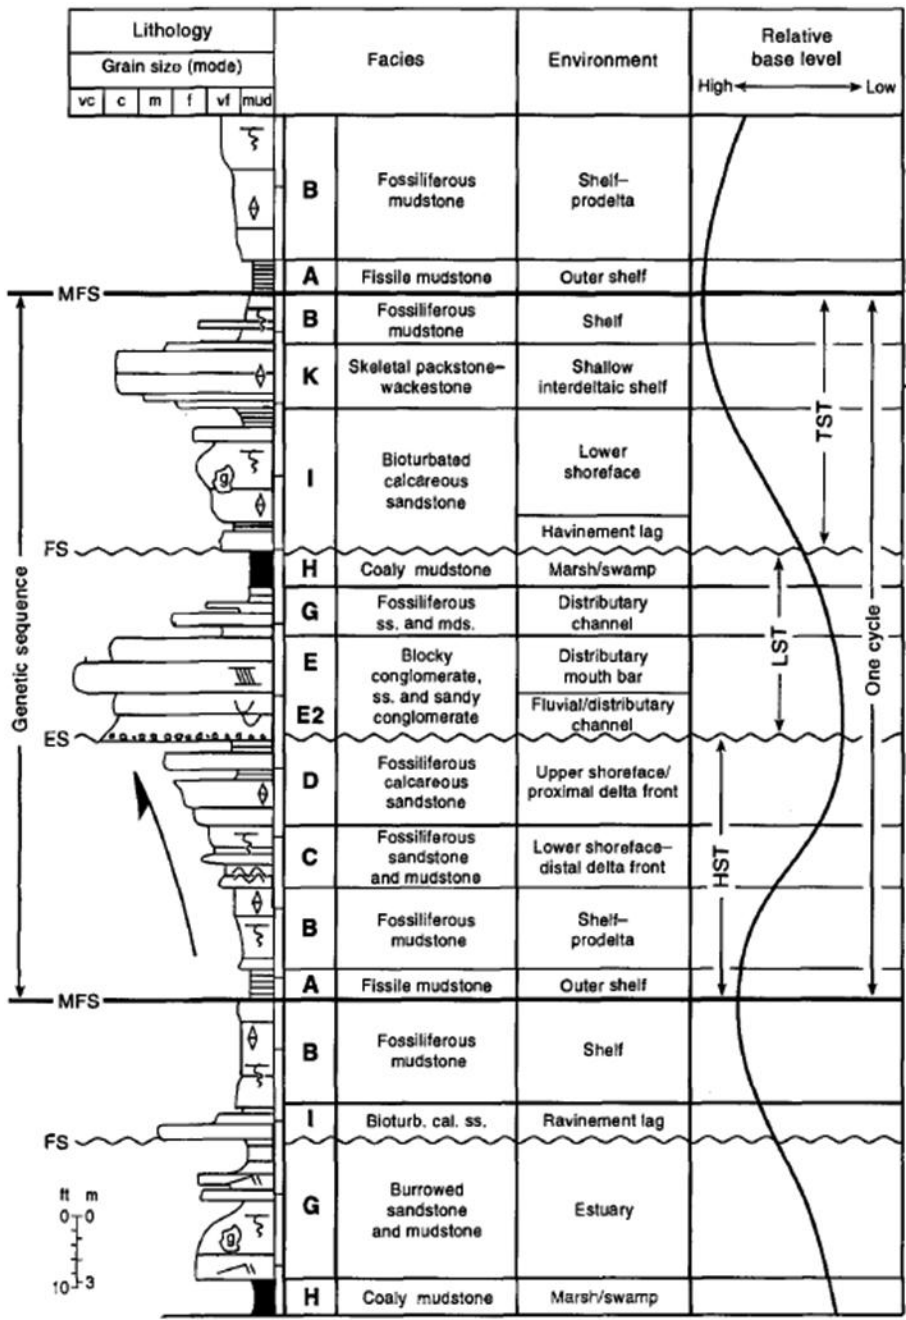 Lithology
Grain size (mode)
vc c m f vf mud
Facies
Environment
Relative
base level
High Low
B
Fossiliferous
mudstone
Shelf–
prodelta
A Fissile mudstone Outer shelf
MFS
B
Fossiliferous
mudstone
Shelf
K
Skeletal packstone–
wackestone
Shallow
interdeltaic shelf
TST
g
I
Bioturbated
calcareous
sandstone
Lower
shoreface
Ravinement lag
FS
H Coaly mudstone Marsh/swamp
G
Fossiliferous
ss. and mds.
Distributary
channel
E
E2
Blocky
conglomerate,
ss. and sandy
conglomerate
Distributary
mouth bar
Fluvial/distributary
channel
LST
One cycle
Genetic sequence
ES
D
Fossiliferous
calcareous
sandstone
Upper shoreface/
proximal delta front
C
Fossiliferous
sandstone
and mudstone
Lower shoreface–
distal delta front
HST
B
Fossiliferous
mudstone
Shelf–
prodelta
A Fissile mudstone Outer shelf
MFS
B
Fossiliferous
mudstone
Shelf
I Bioturb. cal. ss. Ravinement lag
FS
G
Burrowed
sandstone
and mudstone
Estuary
g
ft m
0 0
10 3
H Coaly mudstone Marsh/swamp